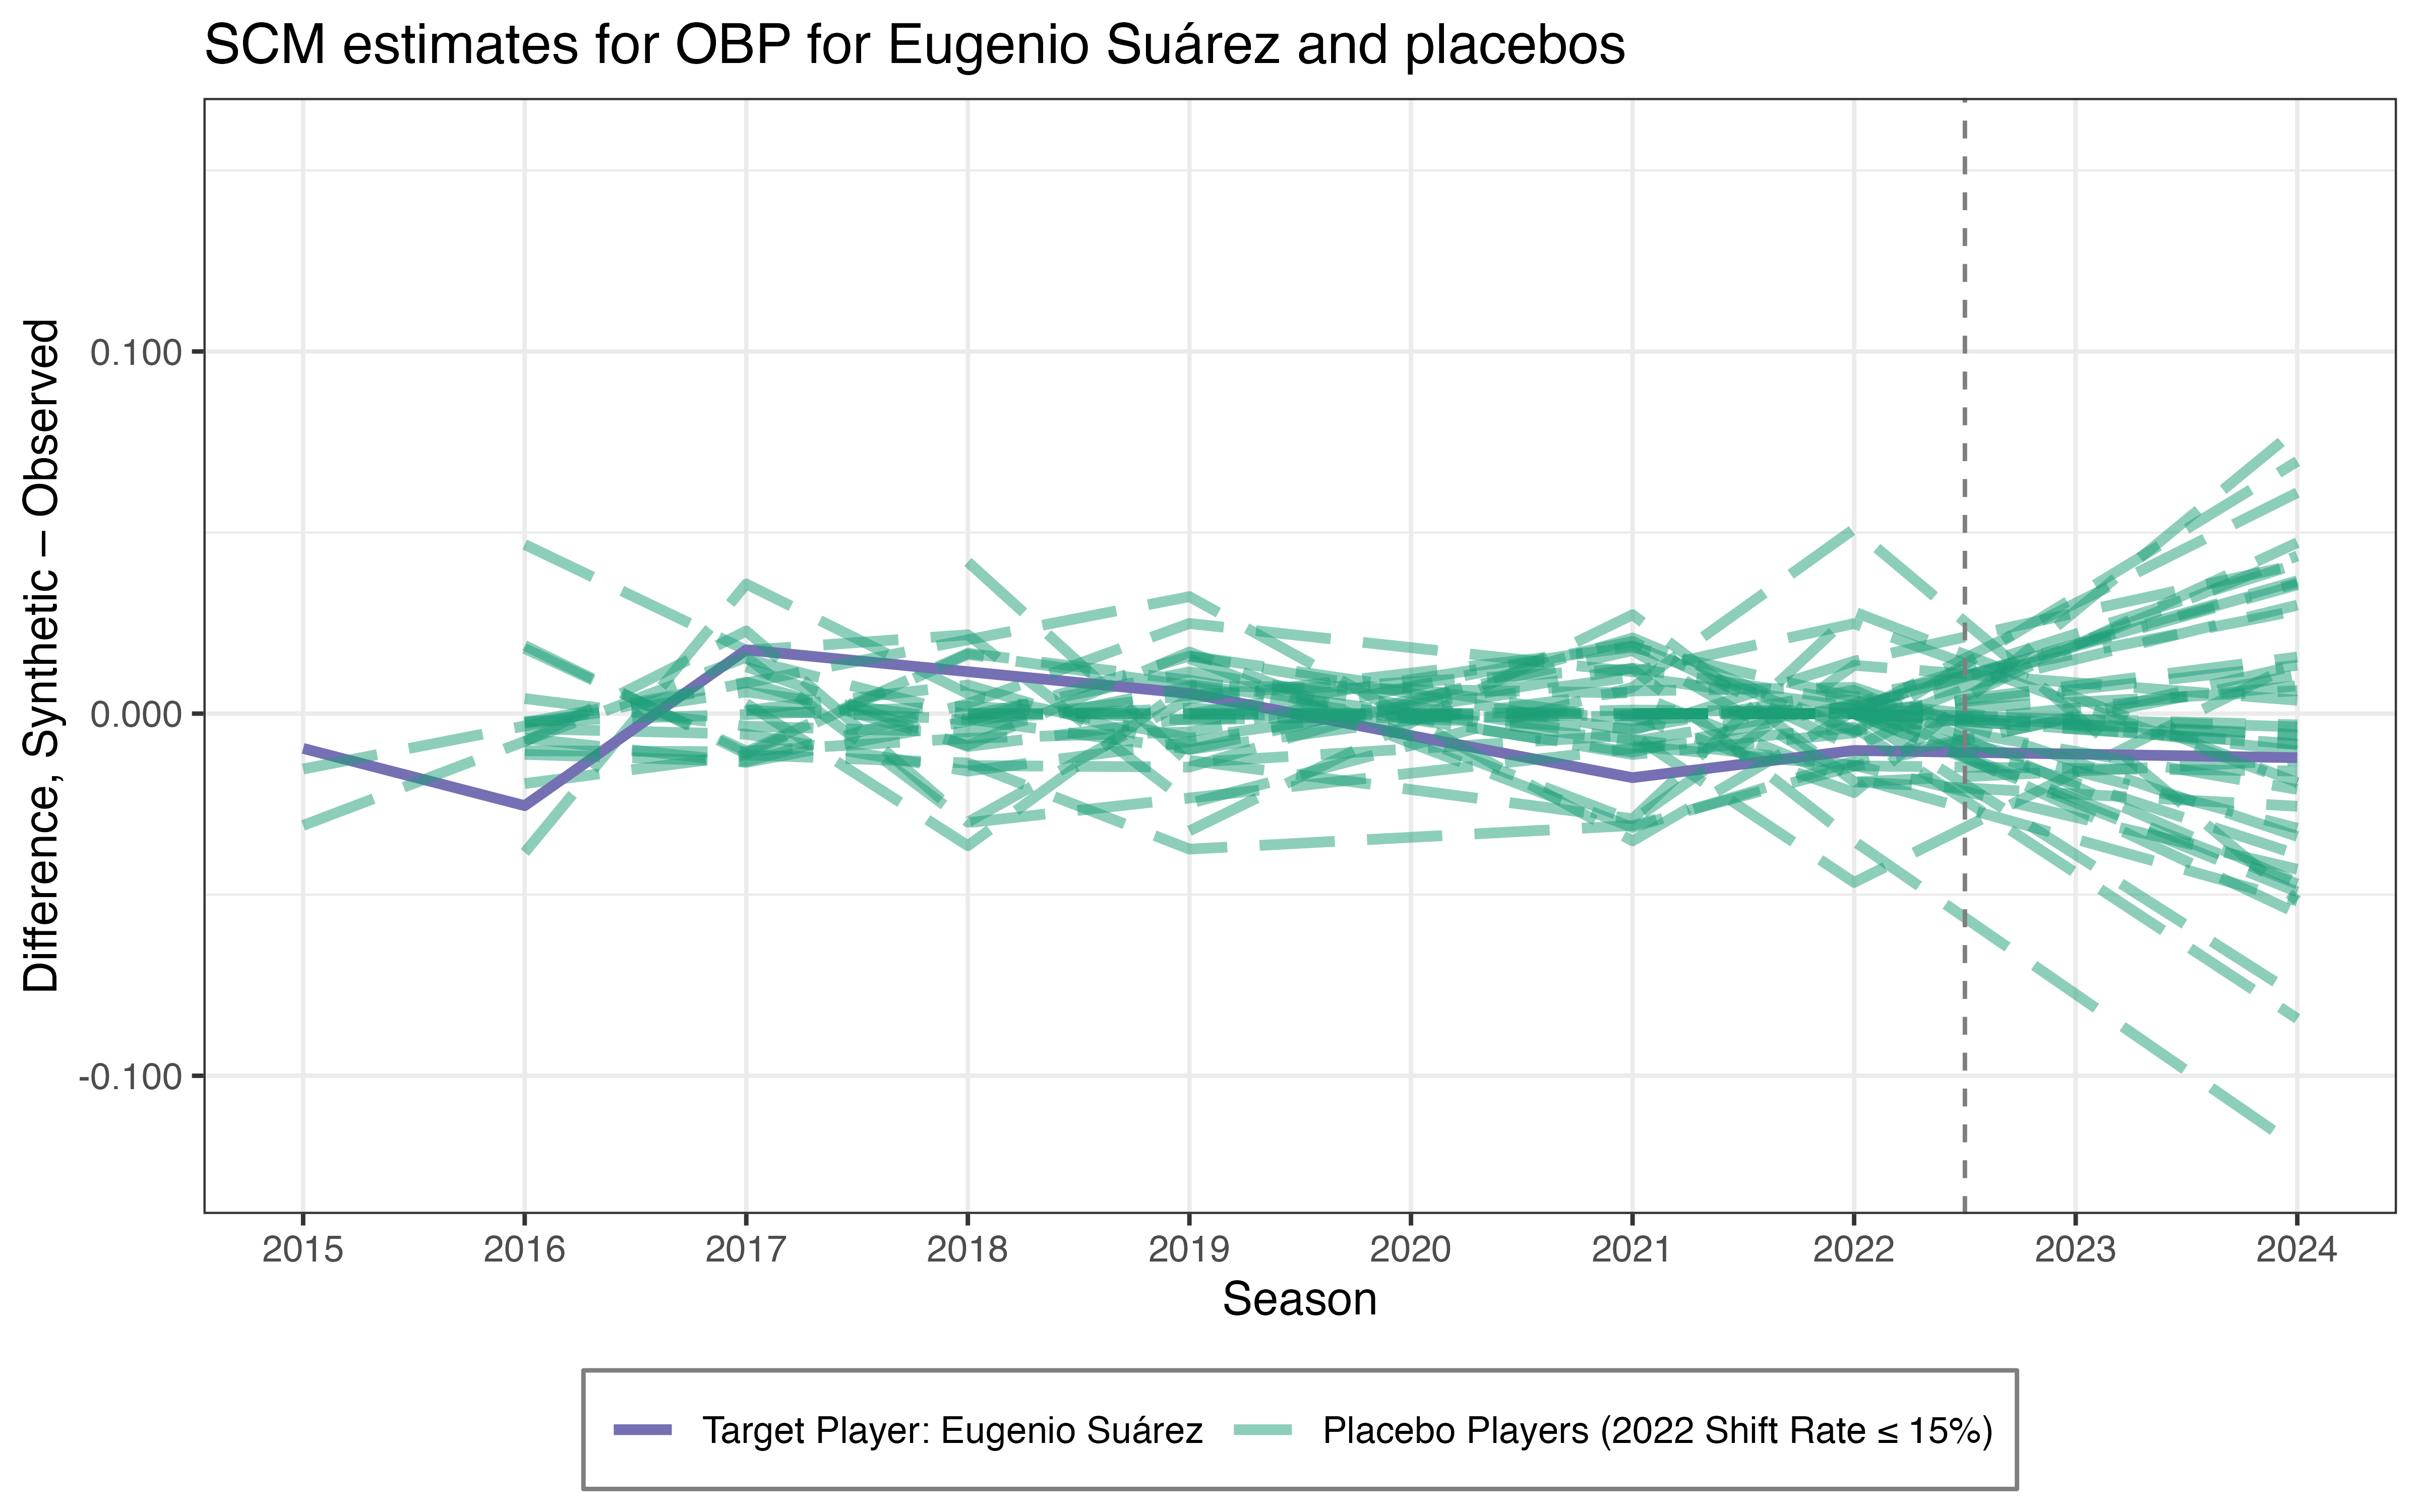 SCM estimates for OBP for Eugenio Suárez and placebos
Difference, Synthetic – Observed
0.100
0.000
-0.100
2015 2016 2017 2018 2019 2020 2021 2022 2023 2024
Season
Target Player: Eugenio Suárez Placebo Players (2022 Shift Rate ≤ 15%)